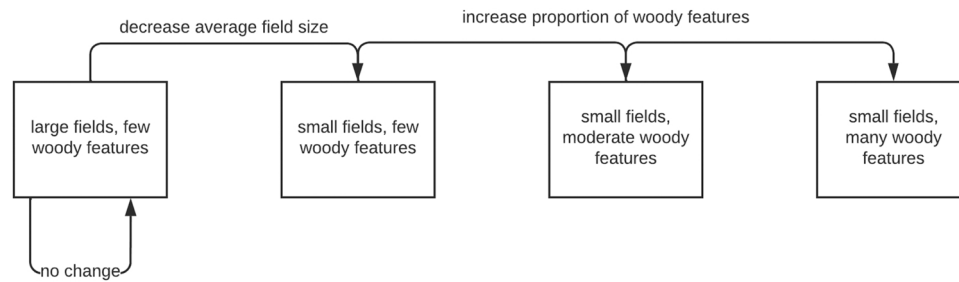 increase proportion of woody features
decrease average field size
large fields, few
woody features
small fields, few
woody features
small fields,
moderate woody
features
small fields,
many woody
features
no change